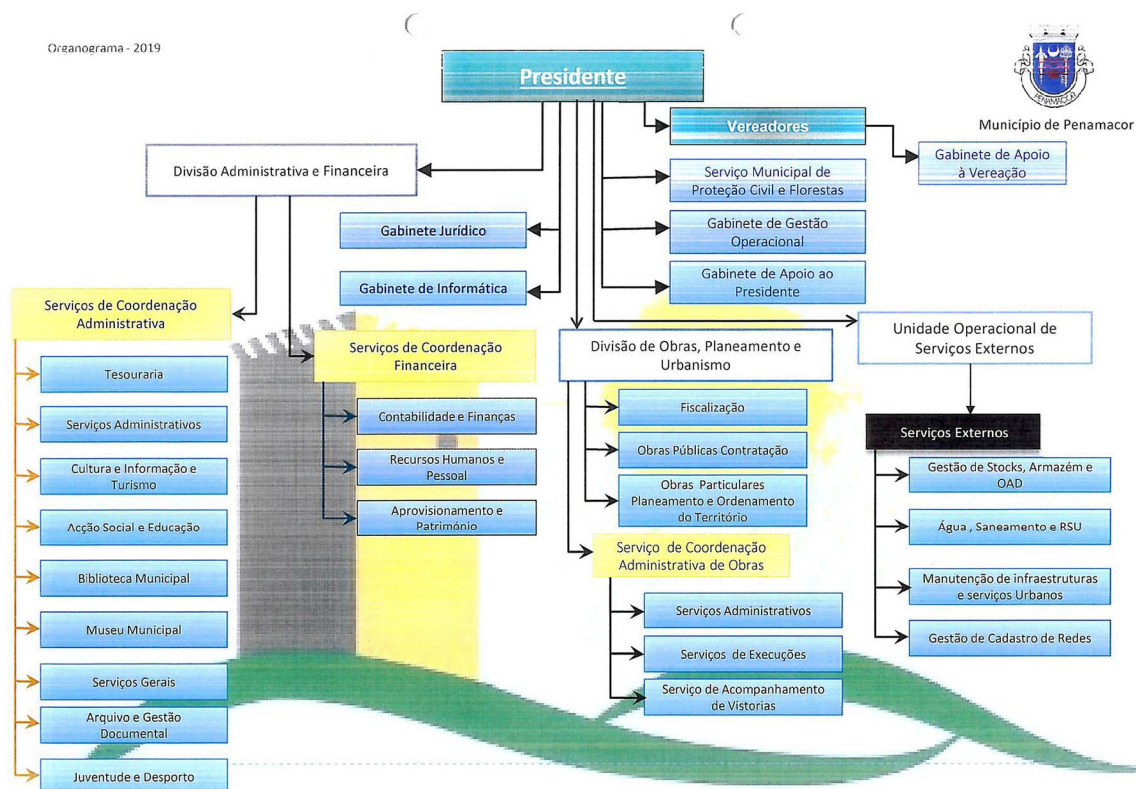 Organograma - 2019
Presidente
PENAMACOR
Município de Penamacor
Vereadores
Gabinete de Apoio
à Vereação
Divisão Administrativa e Financeira
Serviço Municipal de
Proteção Civil e Florestas
Gabinete Jurídico
Gabinete de Gestão
Operacional
Gabinete de Informática
Gabinete de Apoio ao
Presidente
Serviços de Coordenação
Administrativa
Tesouraria
Serviços Administrativos
Cultura e Informação e
Turismo
Acção Social e Educação
Biblioteca Municipal
Museu Municipal
Serviços Gerais
Arquivo e Gestão
Documental
Juventude e Desporto
Serviços de Coordenação
Financeira
Contabilidade e Finanças
Recursos Humanos e
Pessoal
Aprovisionamento e
Património
Divisão de Obras, Planeamento e
Urbanismo
Fiscalização
Obras Públicas Contratação
Obras Particulares
Planeamento e Ordenamento
do Território
Serviço de Coordenação
Administrativa de Obras
Serviços Administrativos
Serviços de Execuções
Serviço de Acompanhamento
de Vistorias
Unidade Operacional de
Serviços Externos
Serviços Externos
Gestão de Stocks, Armazém e
OAD
Água , Saneamento e RSU
Manutenção de infraestruturas
e serviços Urbanos
Gestão de Cadastro de Redes